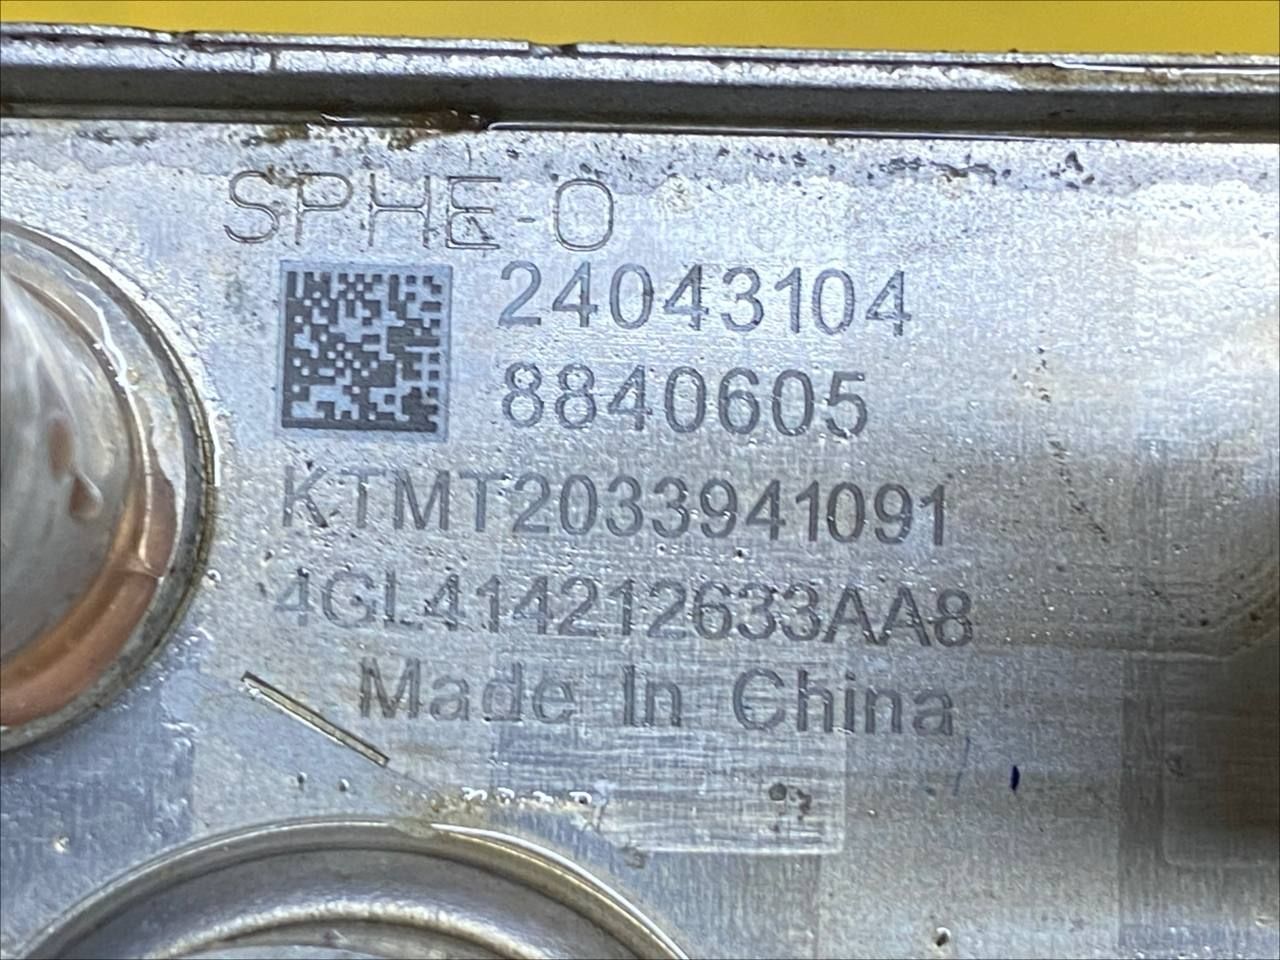 SPHE-O
24043104
8840605
KTMT2033941091
4GL414212633AA8
Made In China